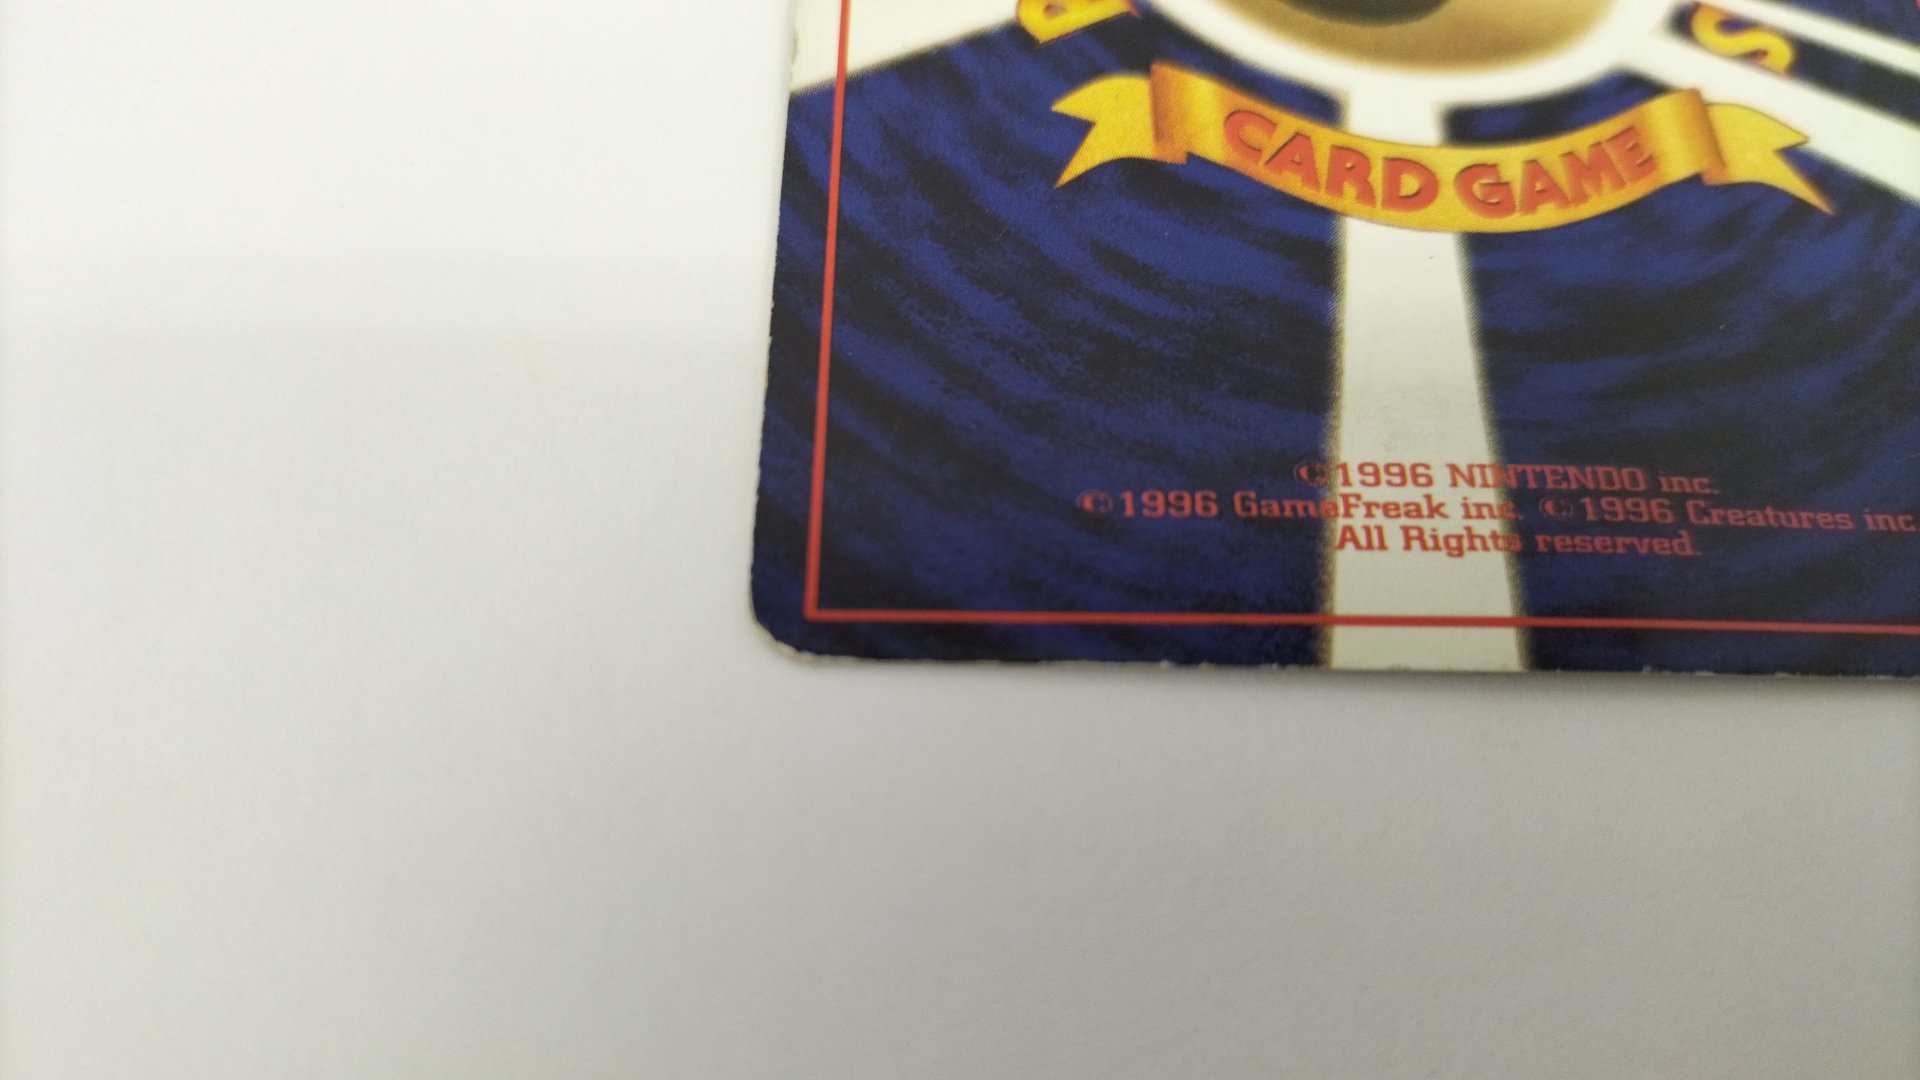 CARD GAME
©1996 NINTENDO inc.
©1996 GameFreak inc. ©1996 Creatures inc
All Rights reserved.